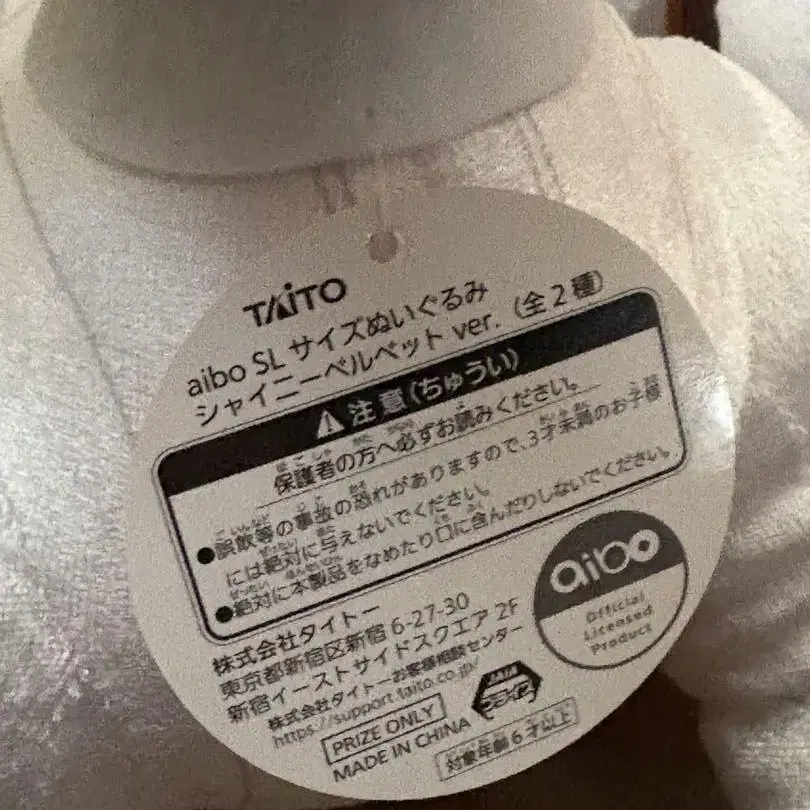 TAITO
aibo SL サイズぬいぐるみ
シャイニーベルベット ver. (全2種)
⚠注意(ちゅうい)
保護者の方へ必ずお読みください。
●誤飲等の事故の恐れがありますので、3才未満のお子様
には絶対に与えないでください。
●絶対に本製品をなめたり口に含んだりしないでください。
株式会社タイトー
東京都新宿区新宿 6-27-30
新宿イーストサイドスクエア 2F
株式会社タイトーお客様相談センター
https://support.taito.co.jp/
PRIZE ONLY
MADE IN CHINA
JAIA
プライズ
対象年齢6才以上
aibo
Official
Licensed
Product